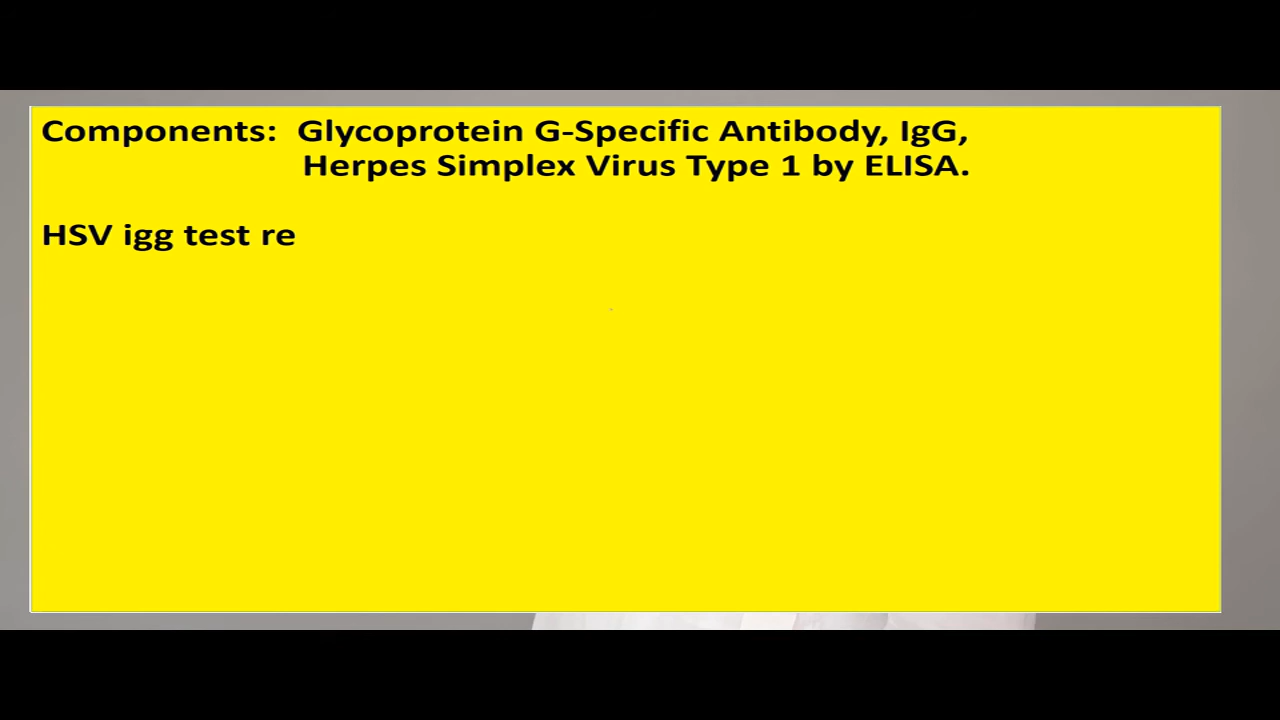 Components: Glycoprotein G-Specific Antibody, IgG,
Herpes Simplex Virus Type 1 by ELISA.
HSV igg test re